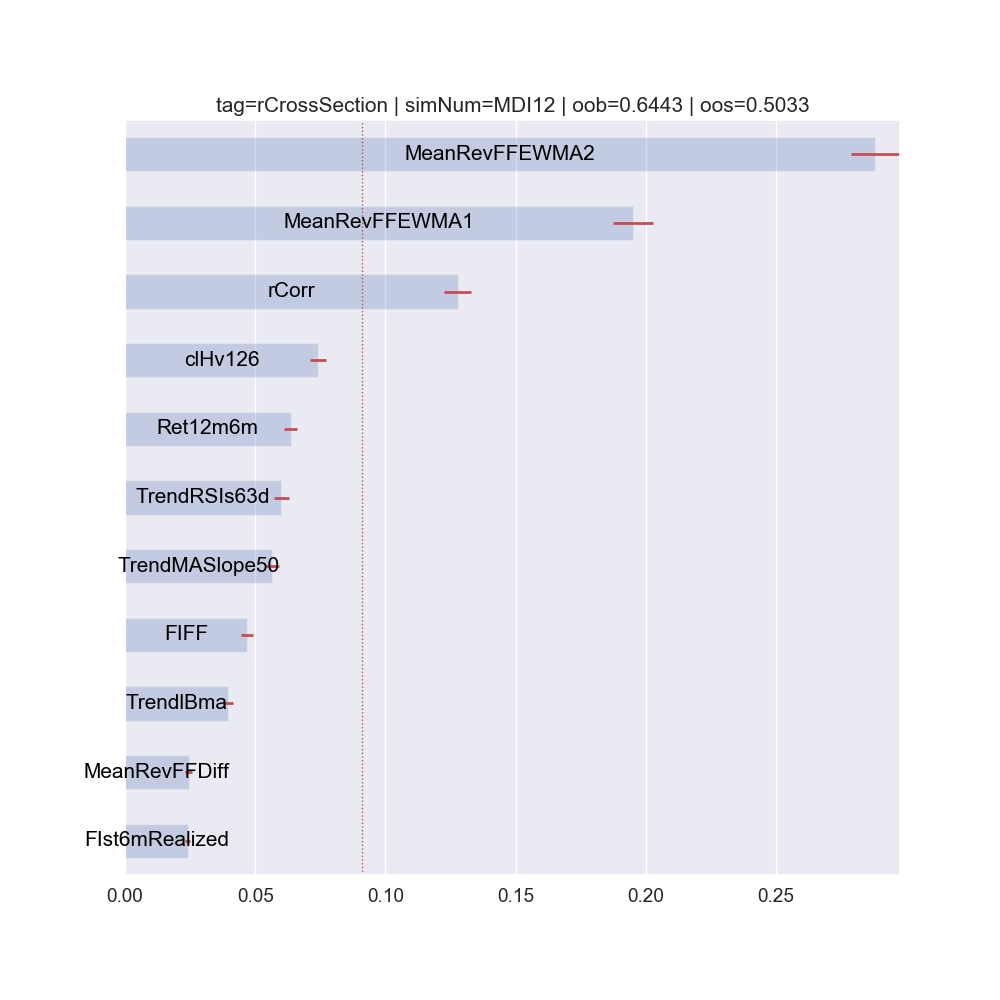 tag=rCrossSection | simNum=MDI12 | oob=0.6443 | oos=0.5033
MeanRevFFEWMA2
MeanRevFFEWMA1
rCorr
clHv126
Ret12m6m
TrendRSIs63d
TrendMASlope50
FIFF
TrendIBma
MeanRevFFDiff
FIst6mRealized
0.00 0.05 0.10 0.15 0.20 0.25